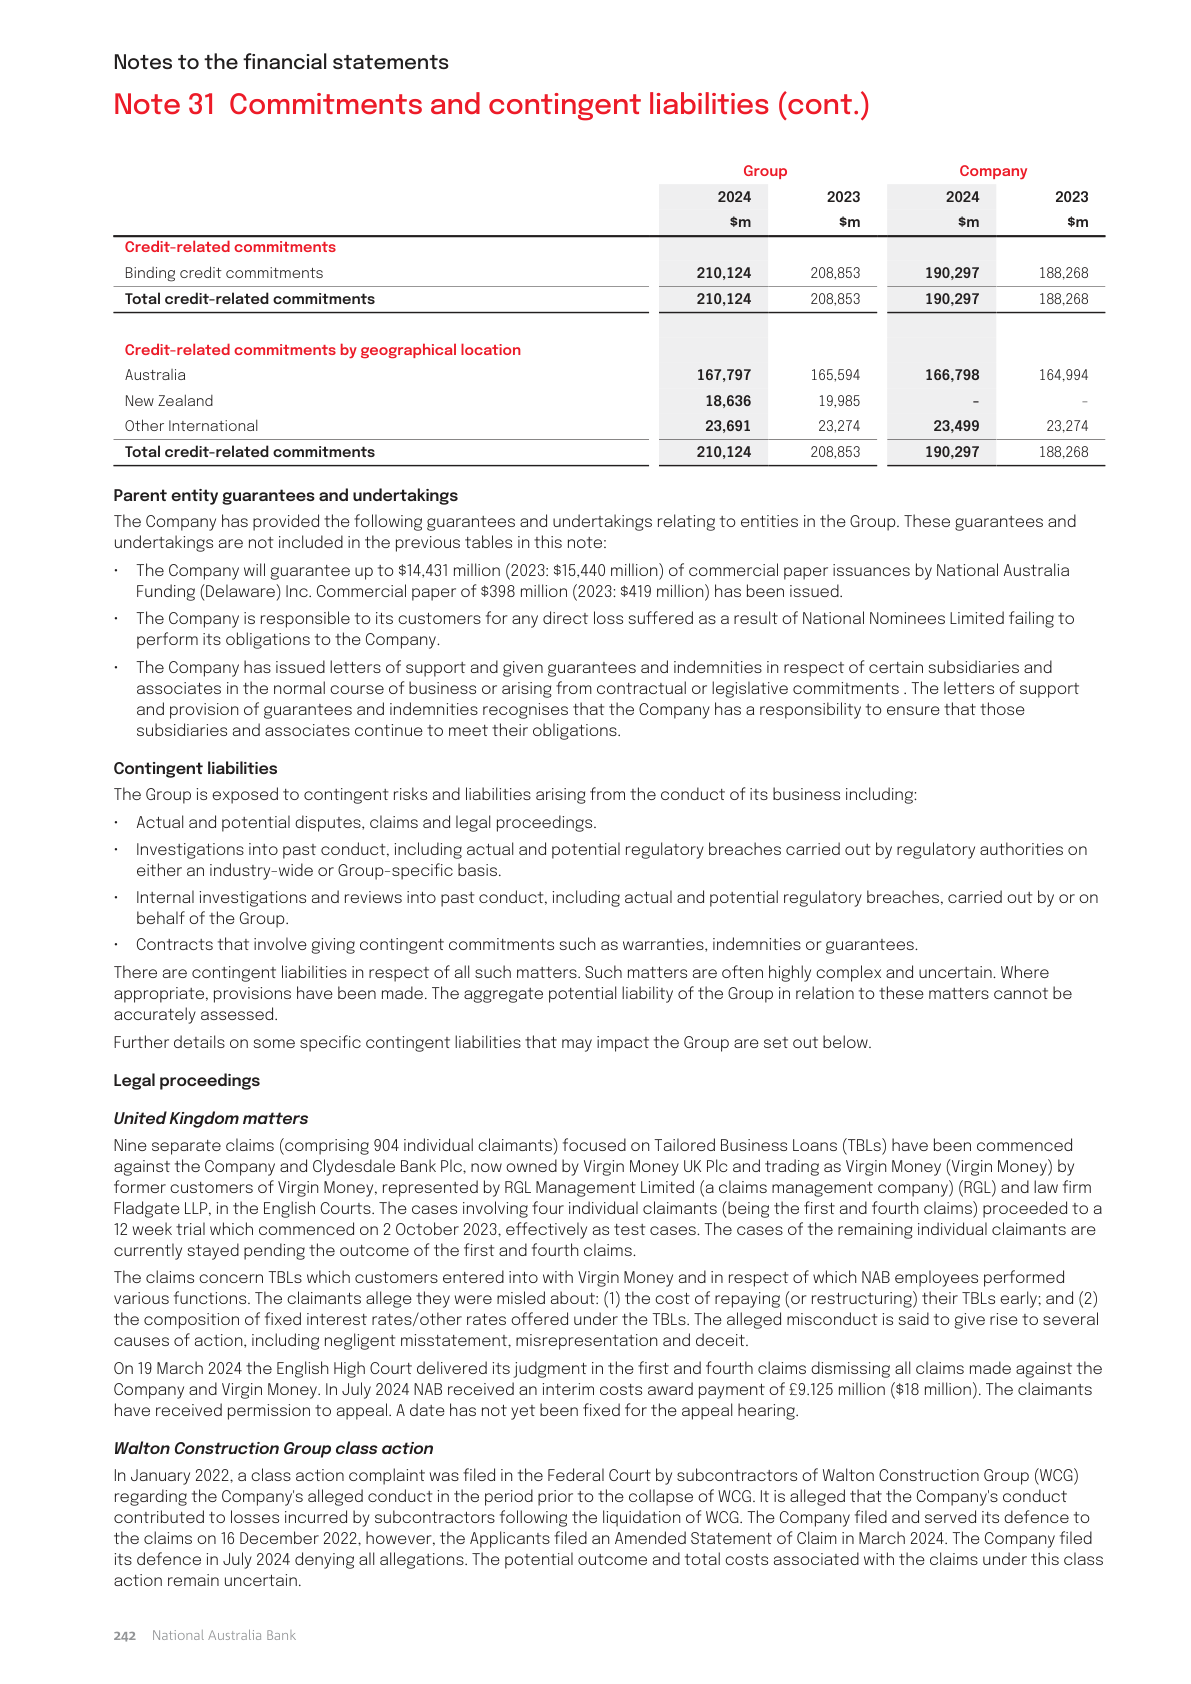 Notes to the financial statements
Note 31 Commitments and contingent liabilities (cont.)
Group Company
2024 2023 2024 2023
$m $m $m $m
Credit-related commitments
Binding credit commitments 210,124 208,853 190,297 188,268
Total credit-related commitments 210,124 208,853 190,297 188,268
Credit-related commitments by geographical location
Australia 167,797 165,594 166,798 164,994
New Zealand 18,636 19,985 – –
Other International 23,691 23,274 23,499 23,274
Total credit-related commitments 210,124 208,853 190,297 188,268
Parent entity guarantees and undertakings
The Company has provided the following guarantees and undertakings relating to entities in the Group. These guarantees and
undertakings are not included in the previous tables in this note:
• The Company will guarantee up to $14,431 million (2023: $15,440 million) of commercial paper issuances by National Australia
Funding (Delaware) Inc. Commercial paper of $398 million (2023: $419 million) has been issued.
• The Company is responsible to its customers for any direct loss suffered as a result of National Nominees Limited failing to
perform its obligations to the Company.
• The Company has issued letters of support and given guarantees and indemnities in respect of certain subsidiaries and
associates in the normal course of business or arising from contractual or legislative commitments . The letters of support
and provision of guarantees and indemnities recognises that the Company has a responsibility to ensure that those
subsidiaries and associates continue to meet their obligations.
Contingent liabilities
The Group is exposed to contingent risks and liabilities arising from the conduct of its business including:
• Actual and potential disputes, claims and legal proceedings.
• Investigations into past conduct, including actual and potential regulatory breaches carried out by regulatory authorities on
either an industry-wide or Group-specific basis.
• Internal investigations and reviews into past conduct, including actual and potential regulatory breaches, carried out by or on
behalf of the Group.
• Contracts that involve giving contingent commitments such as warranties, indemnities or guarantees.
There are contingent liabilities in respect of all such matters. Such matters are often highly complex and uncertain. Where
appropriate, provisions have been made. The aggregate potential liability of the Group in relation to these matters cannot be
accurately assessed.
Further details on some specific contingent liabilities that may impact the Group are set out below.
Legal proceedings
United Kingdom matters
Nine separate claims (comprising 904 individual claimants) focused on Tailored Business Loans (TBLs) have been commenced
against the Company and Clydesdale Bank Plc, now owned by Virgin Money UK Plc and trading as Virgin Money (Virgin Money) by
former customers of Virgin Money, represented by RGL Management Limited (a claims management company) (RGL) and law firm
Fladgate LLP, in the English Courts. The cases involving four individual claimants (being the first and fourth claims) proceeded to a
12 week trial which commenced on 2 October 2023, effectively as test cases. The cases of the remaining individual claimants are
currently stayed pending the outcome of the first and fourth claims.
The claims concern TBLs which customers entered into with Virgin Money and in respect of which NAB employees performed
various functions. The claimants allege they were misled about: (1) the cost of repaying (or restructuring) their TBLs early; and (2)
the composition of fixed interest rates/other rates offered under the TBLs. The alleged misconduct is said to give rise to several
causes of action, including negligent misstatement, misrepresentation and deceit.
On 19 March 2024 the English High Court delivered its judgment in the first and fourth claims dismissing all claims made against the
Company and Virgin Money. In July 2024 NAB received an interim costs award payment of £9.125 million ($18 million). The claimants
have received permission to appeal. A date has not yet been fixed for the appeal hearing.
Walton Construction Group class action
In January 2022, a class action complaint was filed in the Federal Court by subcontractors of Walton Construction Group (WCG)
regarding the Company's alleged conduct in the period prior to the collapse of WCG. It is alleged that the Company's conduct
contributed to losses incurred by subcontractors following the liquidation of WCG. The Company filed and served its defence to
the claims on 16 December 2022, however, the Applicants filed an Amended Statement of Claim in March 2024. The Company filed
its defence in July 2024 denying all allegations. The potential outcome and total costs associated with the claims under this class
action remain uncertain.
242 National Australia Bank